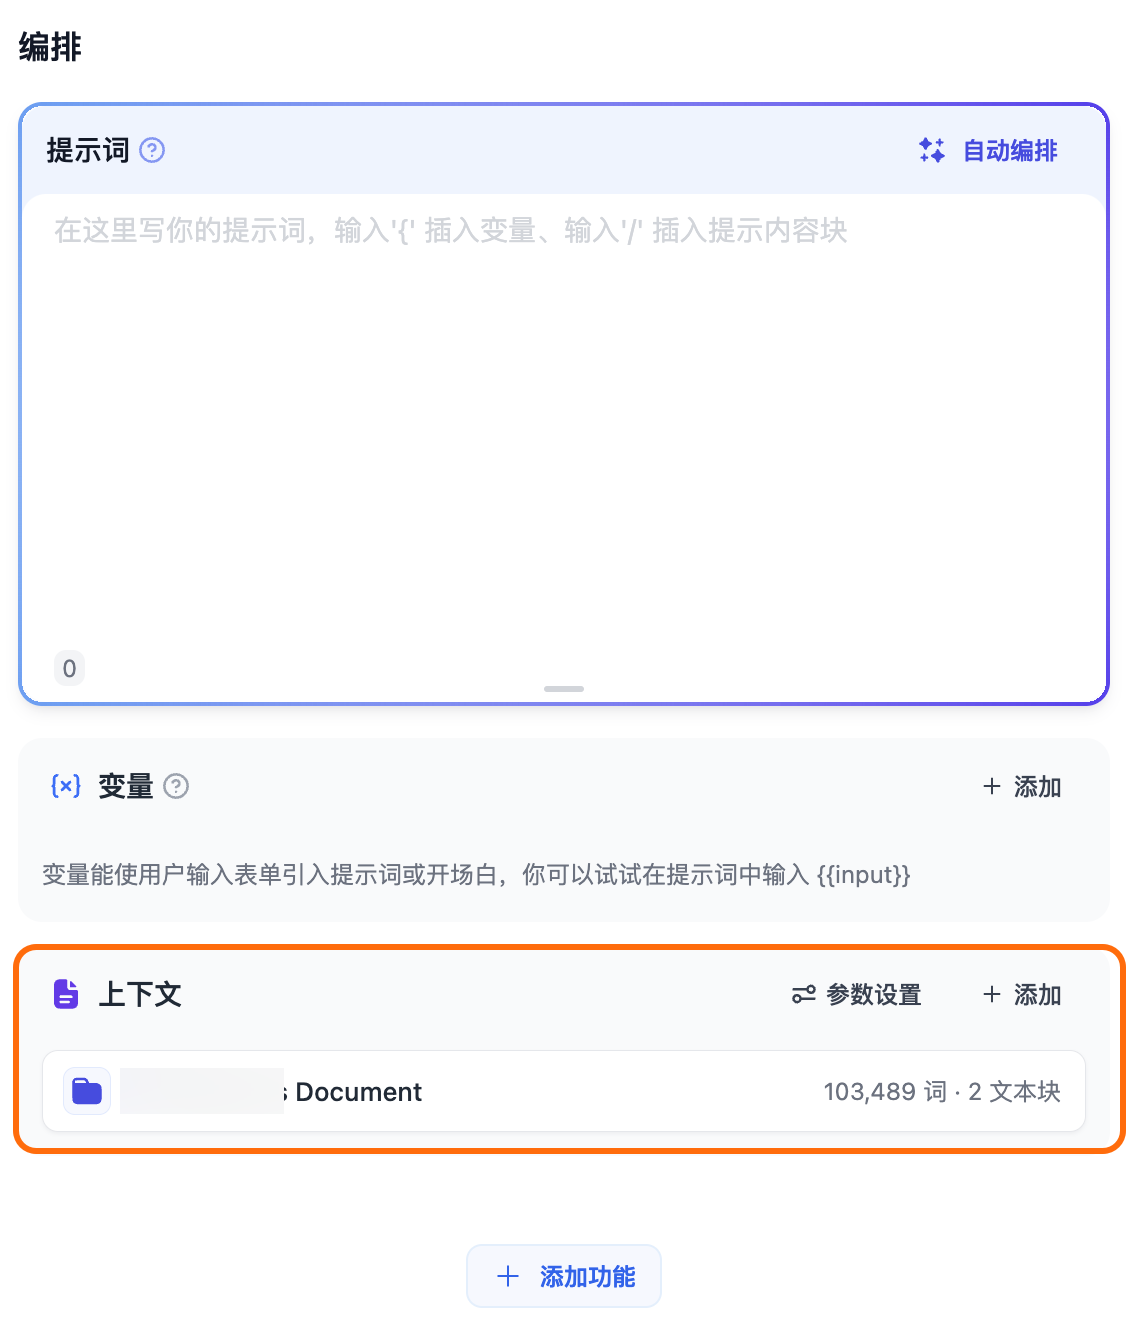 编排
提示词
自动编排
在这里写你的提示词，输入'{' 插入变量、输入'/' 插入提示内容块
0
变量
+ 添加
变量能使用户输入表单引入提示词或开场白，你可以试试在提示词中输入 {{input}}
上下文
参数设置
+ 添加
Document
103,489 词 · 2 文本块
+ 添加功能